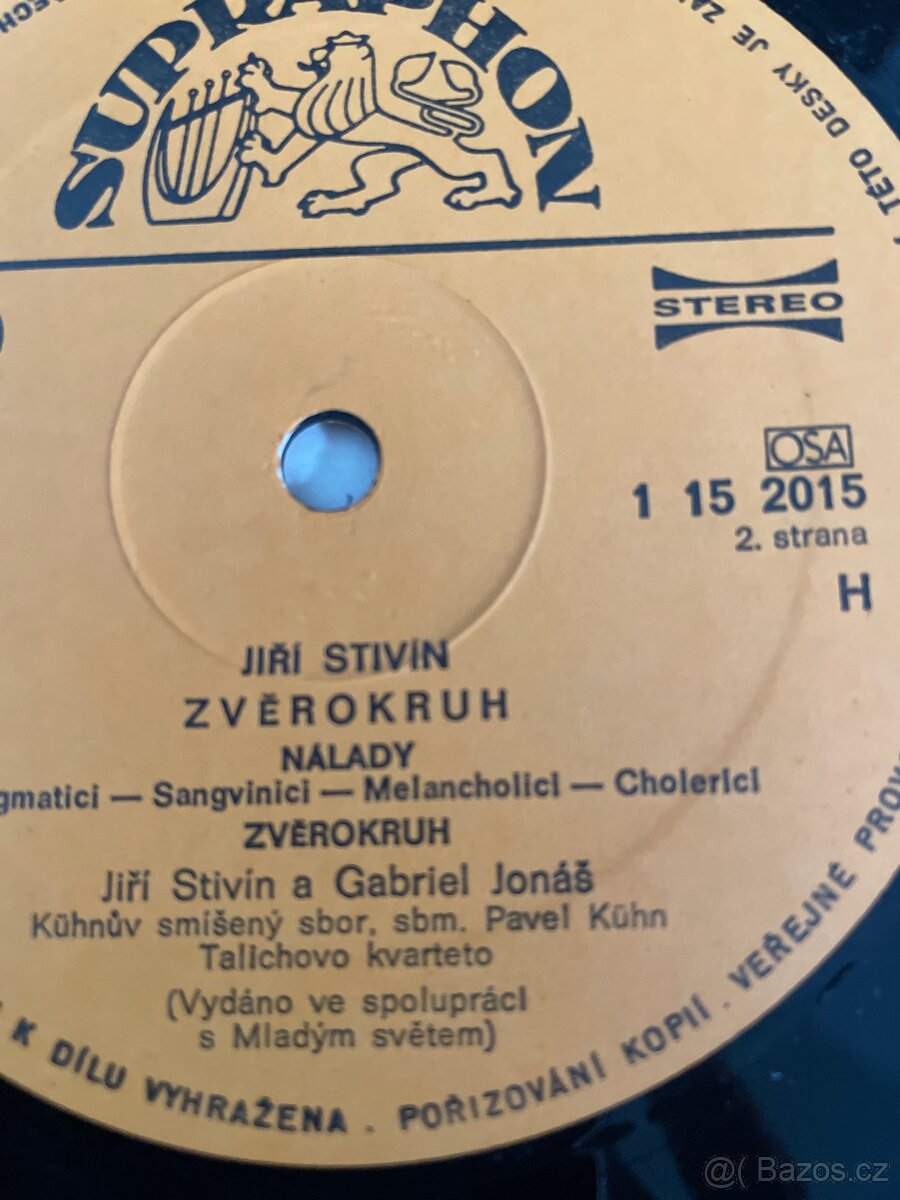 SUPRAPHON
STEREO
OSA
1 15 2015
2. strana
H
JIŘÍ STIVÍN
ZVĚROKRUH
NÁLADY
gmatici — Sangvinici — Melancholici — Cholerici
ZVĚROKRUH
Jiří Stivín a Gabriel Jonáš
Kühnův smíšený sbor, sbm. Pavel Kühn
Talichovo kvarteto
(Vydáno ve spolupráci
s Mladým světem)
K DÍLU VYHRAŽENA . POŘIZOVÁNÍ KOPIÍ . VEŘEJNÉ PROV
TÉTO DESKY JE ZA
@( Bazos.cz